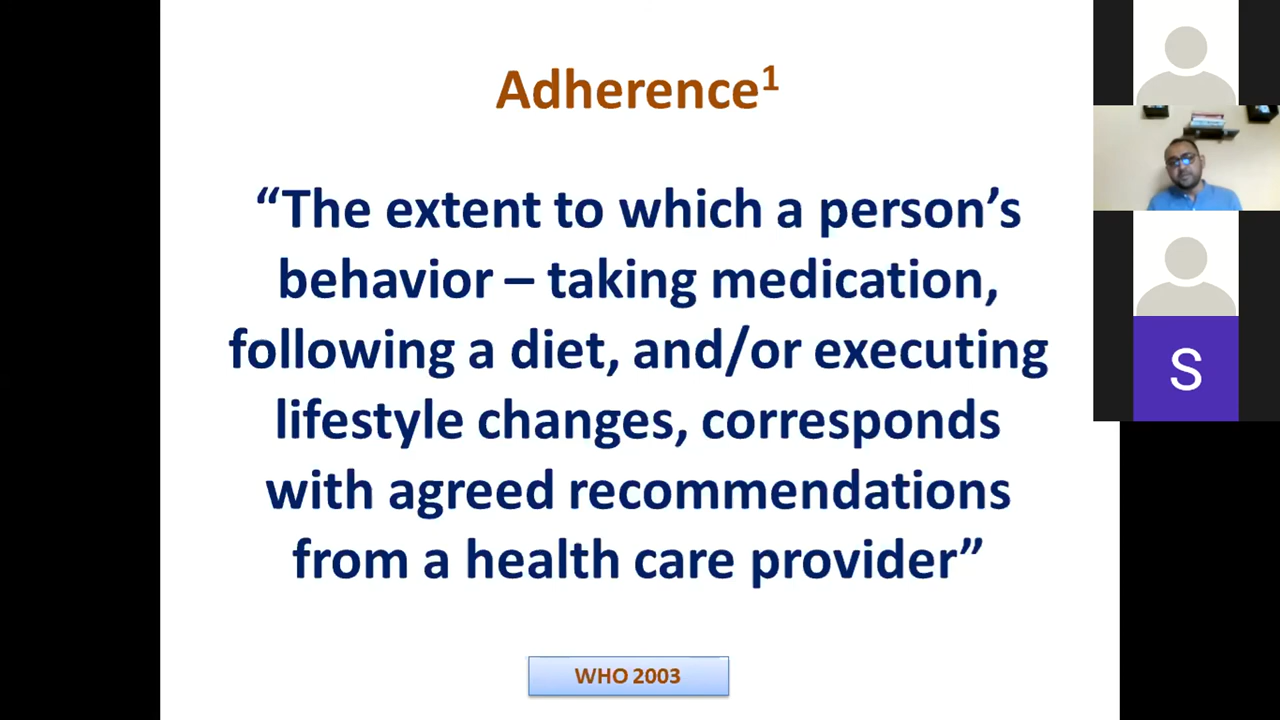 Adherence¹
“The extent to which a person’s
behavior – taking medication,
following a diet, and/or executing
lifestyle changes, corresponds
with agreed recommendations
from a health care provider”
WHO 2003
S